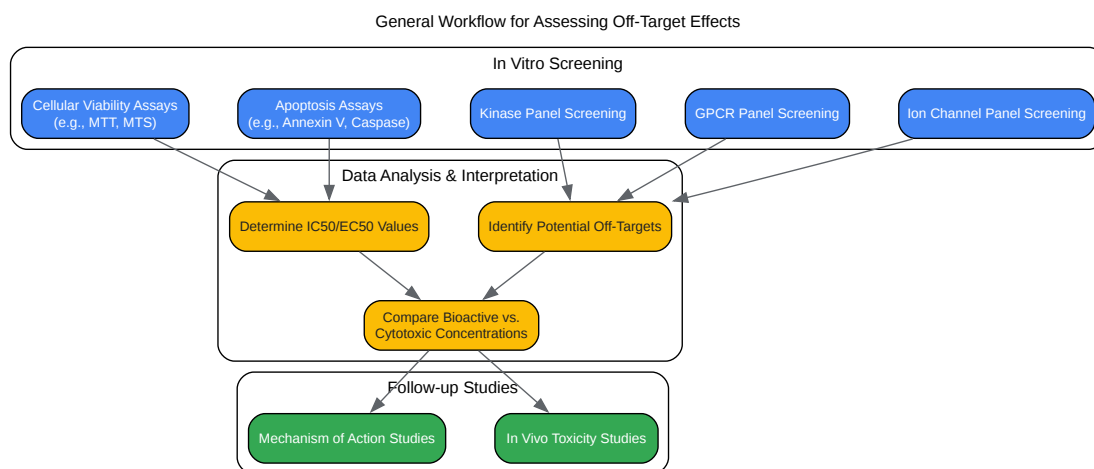 General Workflow for Assessing Off-Target Effects
In Vitro Screening
Cellular Viability Assays
(e.g., MTT, MTS)
Apoptosis Assays
(e.g., Annexin V, Caspase)
Kinase Panel Screening
GPCR Panel Screening
Ion Channel Panel Screening
Data Analysis & Interpretation
Determine IC50/EC50 Values
Identify Potential Off-Targets
Compare Bioactive vs.
Cytotoxic Concentrations
Follow-up Studies
Mechanism of Action Studies
In Vivo Toxicity Studies